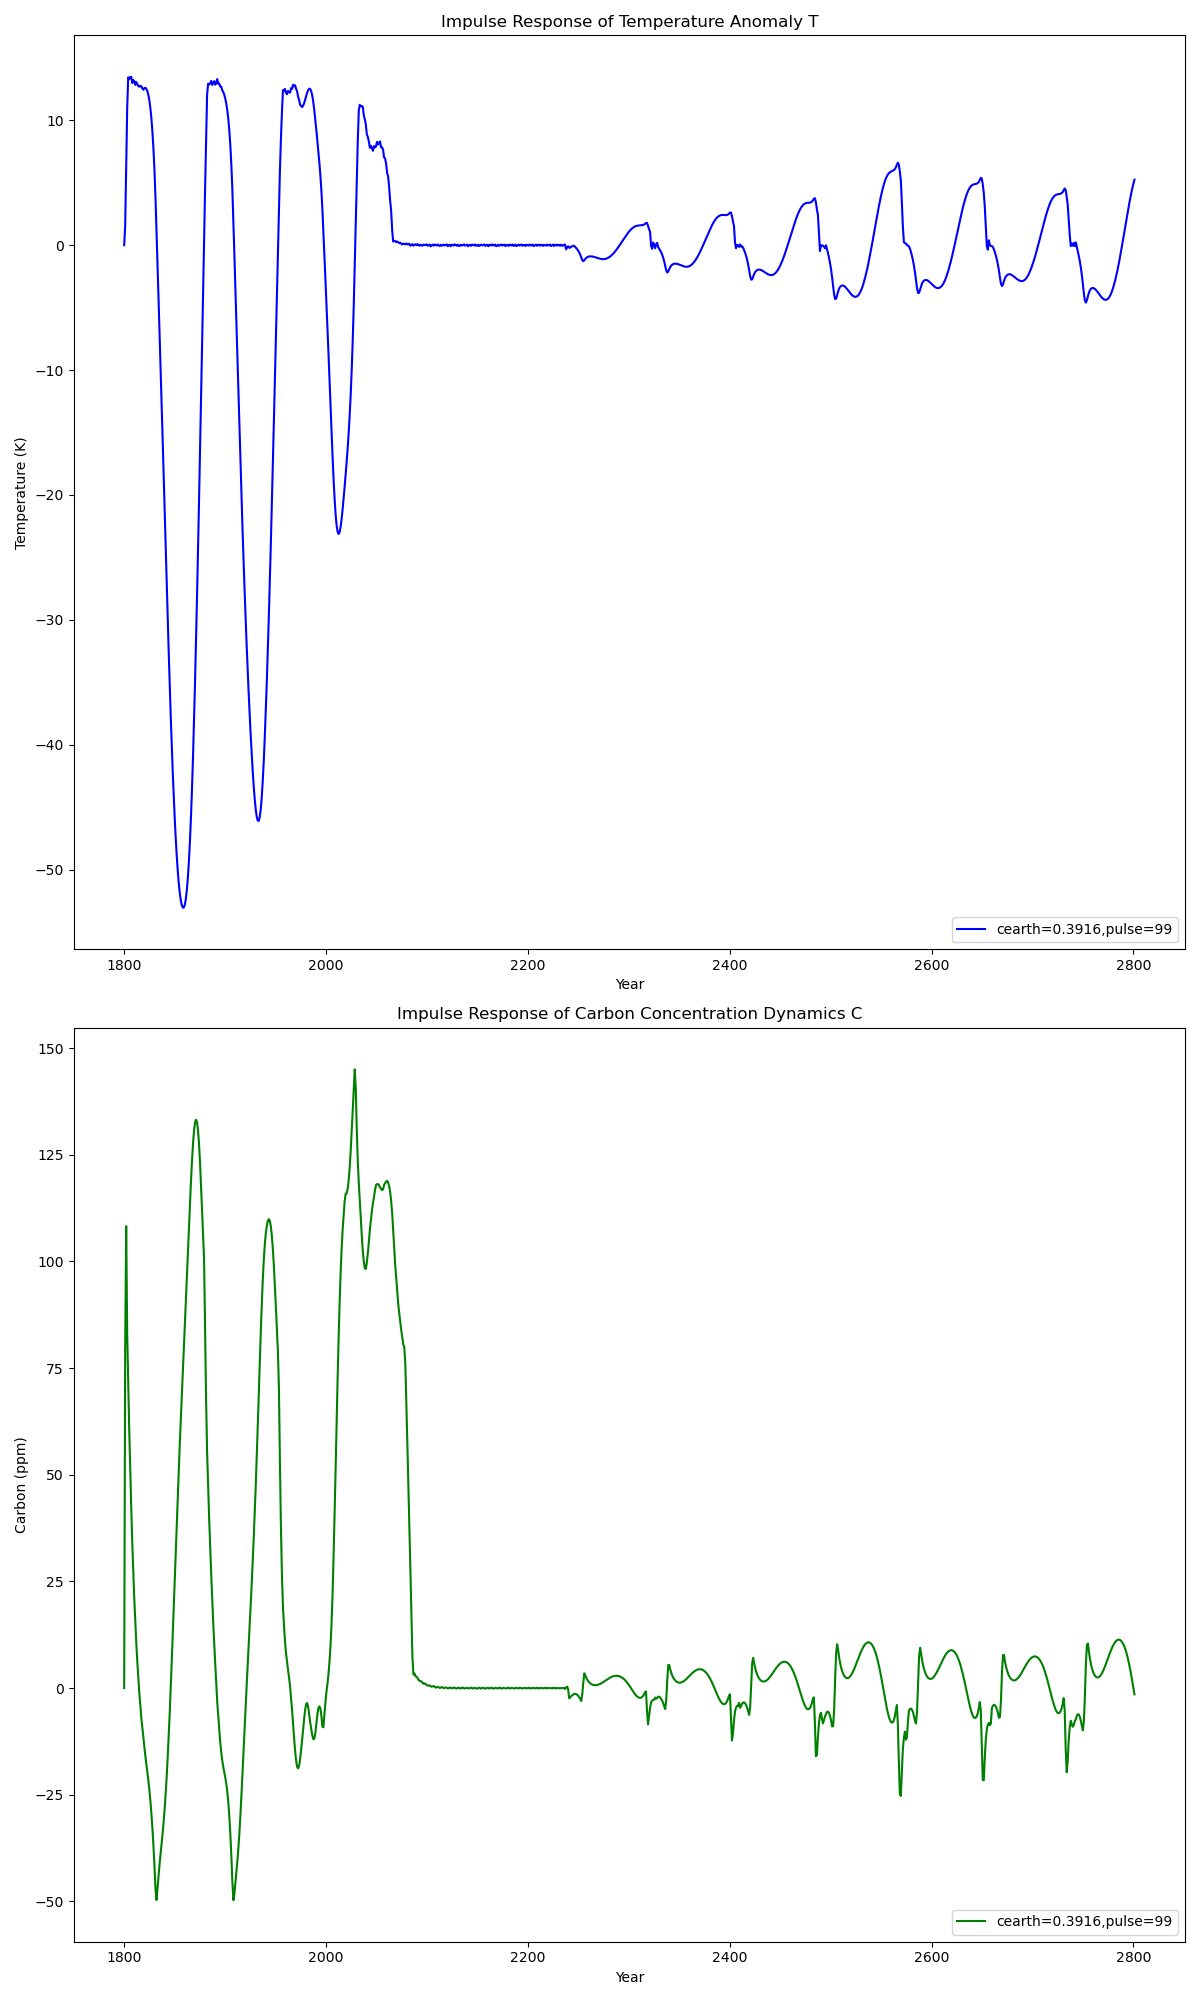 Impulse Response of Temperature Anomaly T
Temperature (K)
10
0
−10
−20
−30
−40
−50
cearth=0.3916,pulse=99
1800 2000 2200 2400 2600 2800
Year
Impulse Response of Carbon Concentration Dynamics C
Carbon (ppm)
150
125
100
75
50
25
0
−25
−50
cearth=0.3916,pulse=99
1800 2000 2200 2400 2600 2800
Year